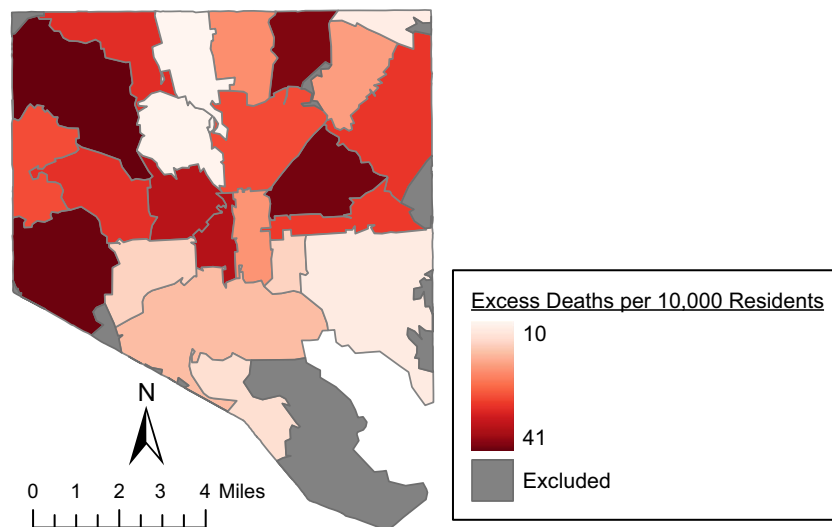 Excess Deaths per 10,000 Residents
10
41
Excluded
N
0 1 2 3 4 Miles